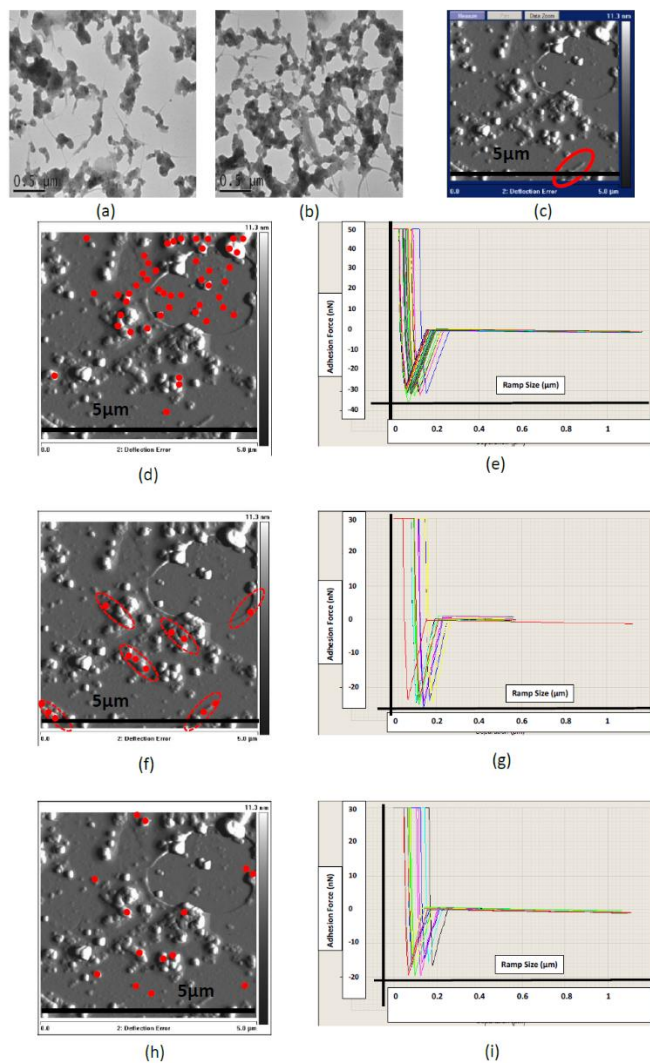 0.5 µm
(a)
0.5 µm
(b)
Measure Pan Data Zoom
11.3 nm
5µm
0.0 2: Deflection Error 5.0 µm
(c)
11.3 nm
5µm
0.0 2: Deflection Error 5.0 µm
(d)
50
40
30
20
10
0
-10
-20
-30
-40
Adhesion Force (nN)
Ramp Size (µm)
0 0.2 0.4 0.6 0.8 1
(e)
11.3 nm
5µm
0.0 2: Deflection Error 5.0 µm
(f)
30
20
10
0
-10
-20
Adhesion Force (nN)
Ramp Size (µm)
0 0.2 0.4 0.6 0.8 1
(g)
11.3 nm
5µm
0.0 2: Deflection Error 5.0 µm
(h)
30
20
10
0
-10
-20
Adhesion Force (nN)
Ramp Size (µm)
0 0.2 0.4 0.6 0.8 1
(i)